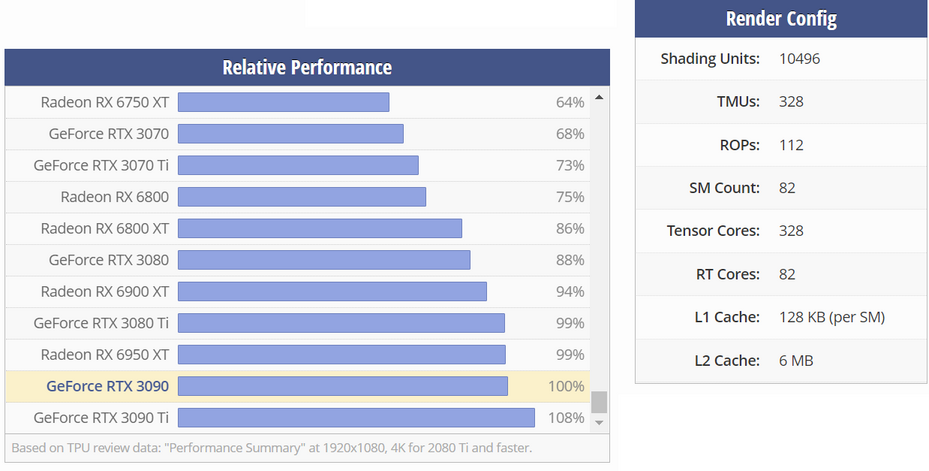 Relative Performance
Radeon RX 6750 XT 64%
GeForce RTX 3070 68%
GeForce RTX 3070 Ti 73%
Radeon RX 6800 75%
Radeon RX 6800 XT 86%
GeForce RTX 3080 88%
Radeon RX 6900 XT 94%
GeForce RTX 3080 Ti 99%
Radeon RX 6950 XT 99%
GeForce RTX 3090 100%
GeForce RTX 3090 Ti 108%
Based on TPU review data: "Performance Summary" at 1920x1080, 4K for 2080 Ti and faster.
Render Config
Shading Units: 10496
TMUs: 328
ROPs: 112
SM Count: 82
Tensor Cores: 328
RT Cores: 82
L1 Cache: 128 KB (per SM)
L2 Cache: 6 MB